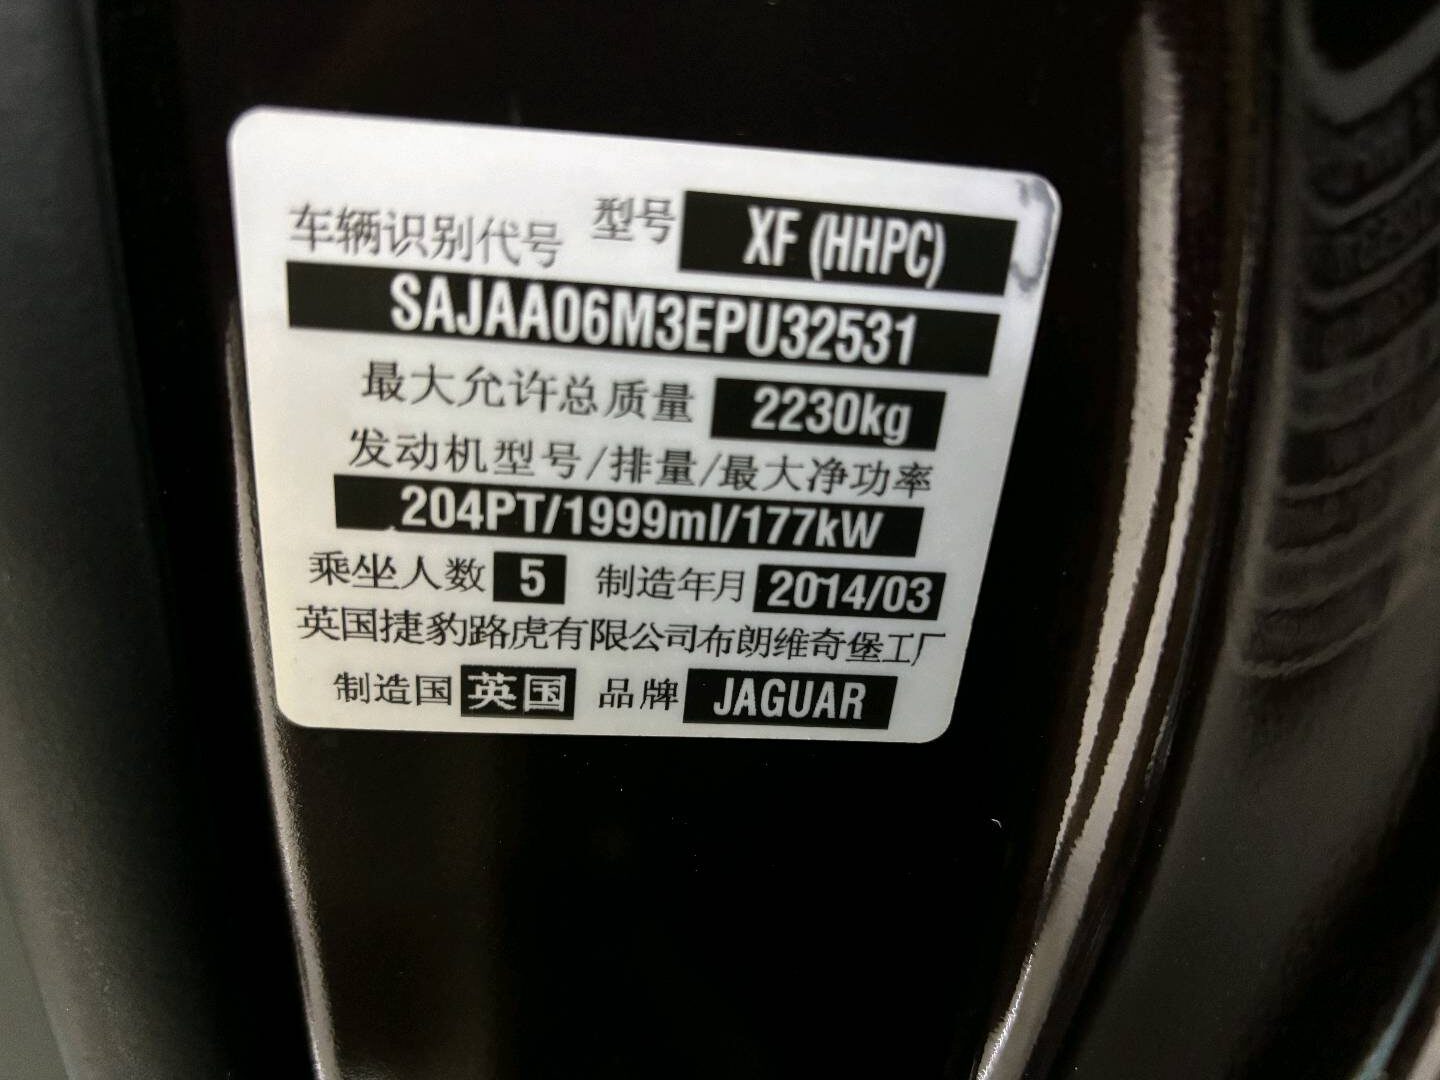 车辆识别代号 型号 XF (HHPC)
SAJAA06M3EPU32531
最大允许总质量 2230kg
发动机型号/排量/最大净功率
204PT/1999ml/177kW
乘坐人数 5 制造年月 2014/03
英国捷豹路虎有限公司布朗维奇堡工厂
制造国 英国 品牌 JAGUAR